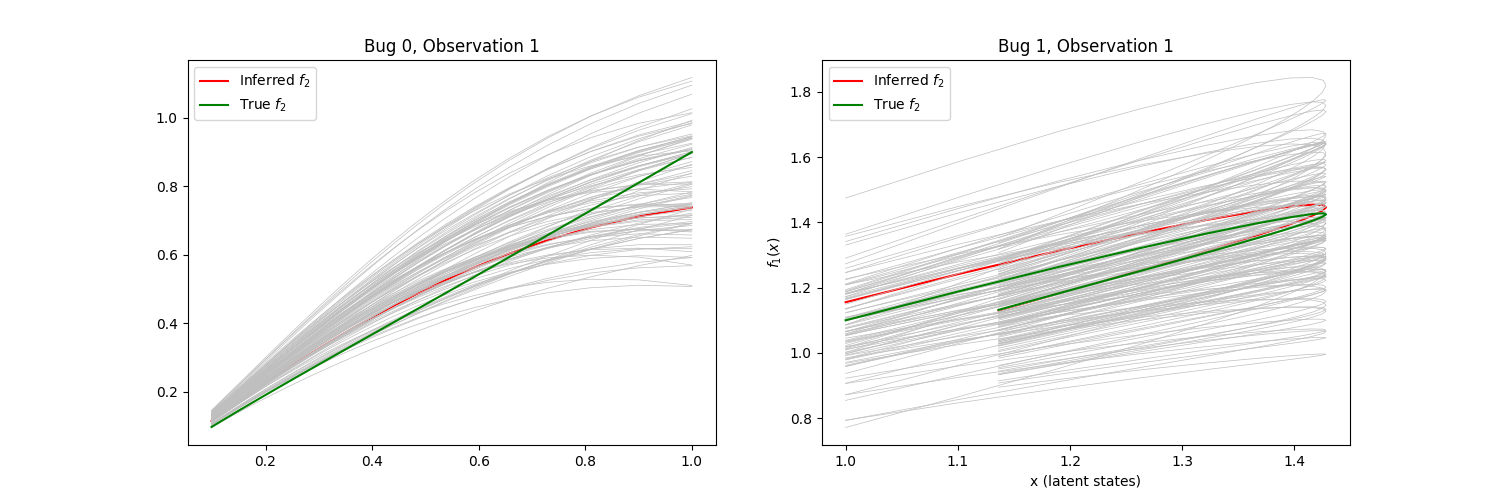 Bug 0, Observation 1
Inferred f₂
True f₂
1.0
0.8
0.6
0.4
0.2
0.2 0.4 0.6 0.8 1.0
Bug 1, Observation 1
Inferred f₂
True f₂
f₁(x)
1.8
1.6
1.4
1.2
1.0
0.8
1.0 1.1 1.2 1.3 1.4
x (latent states)